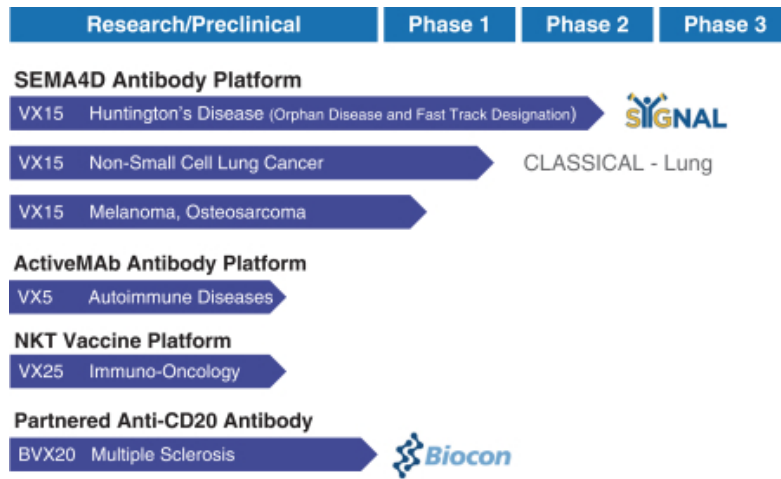 Research/Preclinical Phase 1 Phase 2 Phase 3
SEMA4D Antibody Platform
VX15 Huntington's Disease (Orphan Disease and Fast Track Designation) SIGNAL
VX15 Non-Small Cell Lung Cancer CLASSICAL - Lung
VX15 Melanoma, Osteosarcoma
ActiveMAb Antibody Platform
VX5 Autoimmune Diseases
NKT Vaccine Platform
VX25 Immuno-Oncology
Partnered Anti-CD20 Antibody
BVX20 Multiple Sclerosis Biocon